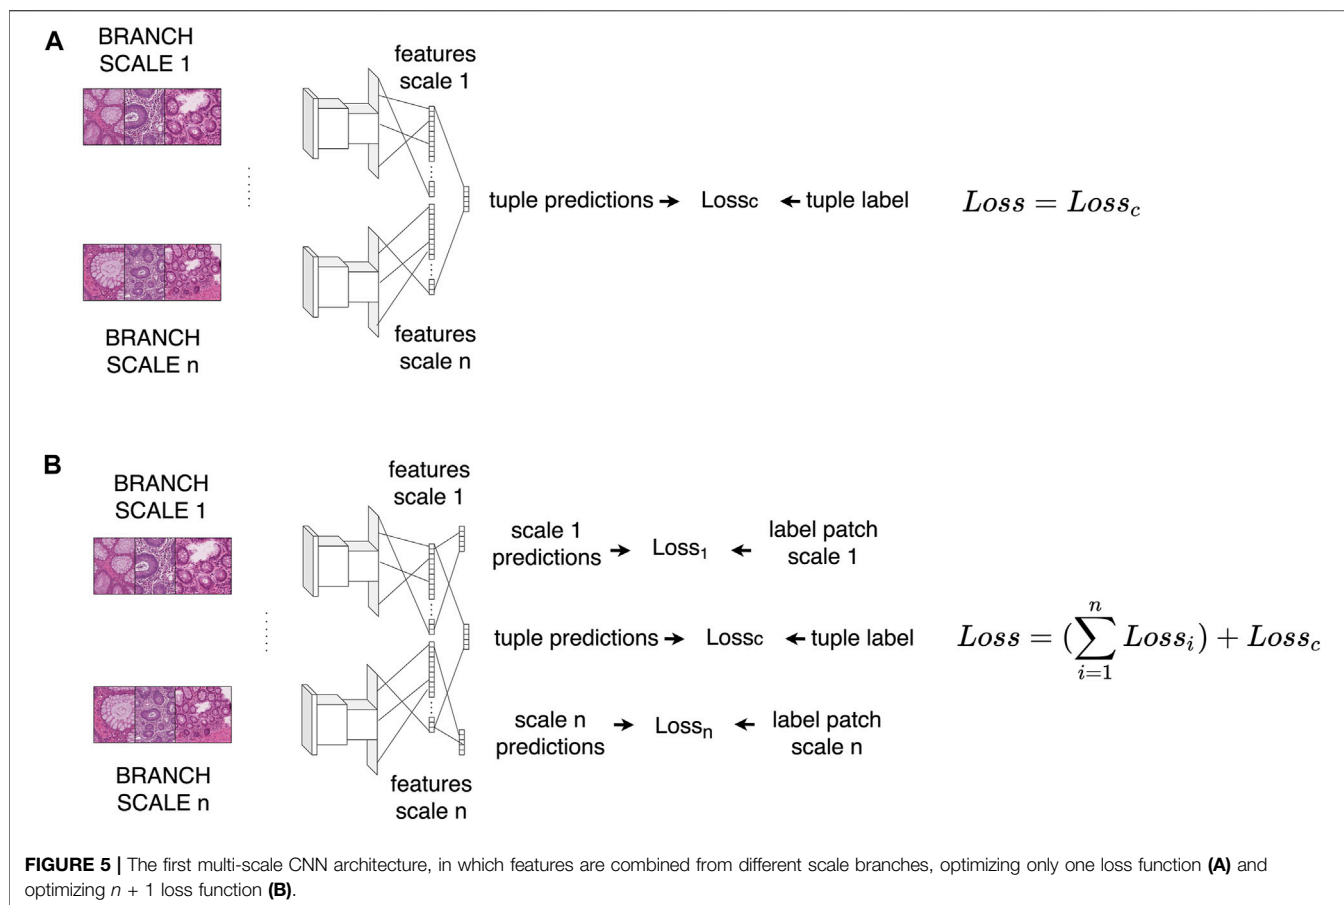 A
BRANCH
SCALE 1
features
scale 1
tuple predictions → Lossc ← tuple label
Loss = Loss_c
BRANCH
SCALE n
features
scale n
B
BRANCH
SCALE 1
features
scale 1
scale 1
predictions → Loss₁ ← label patch
scale 1
tuple predictions → Lossc ← tuple label
Loss = (∑_{i=1}^{n} Loss_i) + Loss_c
scale n
predictions → Lossₙ ← label patch
scale n
BRANCH
SCALE n
features
scale n
FIGURE 5 | The first multi-scale CNN architecture, in which features are combined from different scale branches, optimizing only one loss function (A) and
optimizing n + 1 loss function (B).